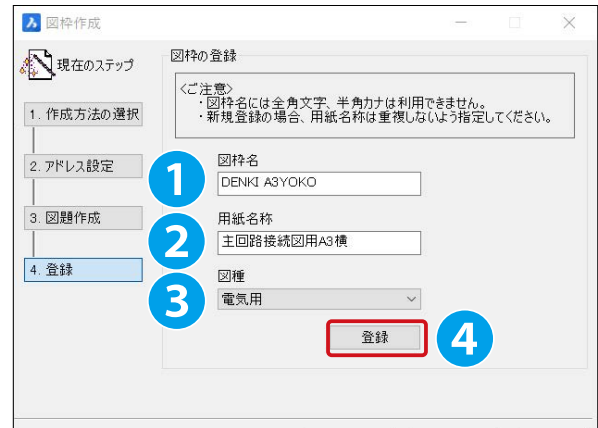 図枠作成
現在のステップ
1. 作成方法の選択
2. アドレス設定
3. 図題作成
4. 登録
図枠の登録
<ご注意>
・図枠名には全角文字、半角カナは利用できません。
・新規登録の場合、用紙名称は重複しないよう指定してください。
1
図枠名
DENKI A3YOKO
2
用紙名称
主回路接続図用A3横
3
図種
電気用
登録
4